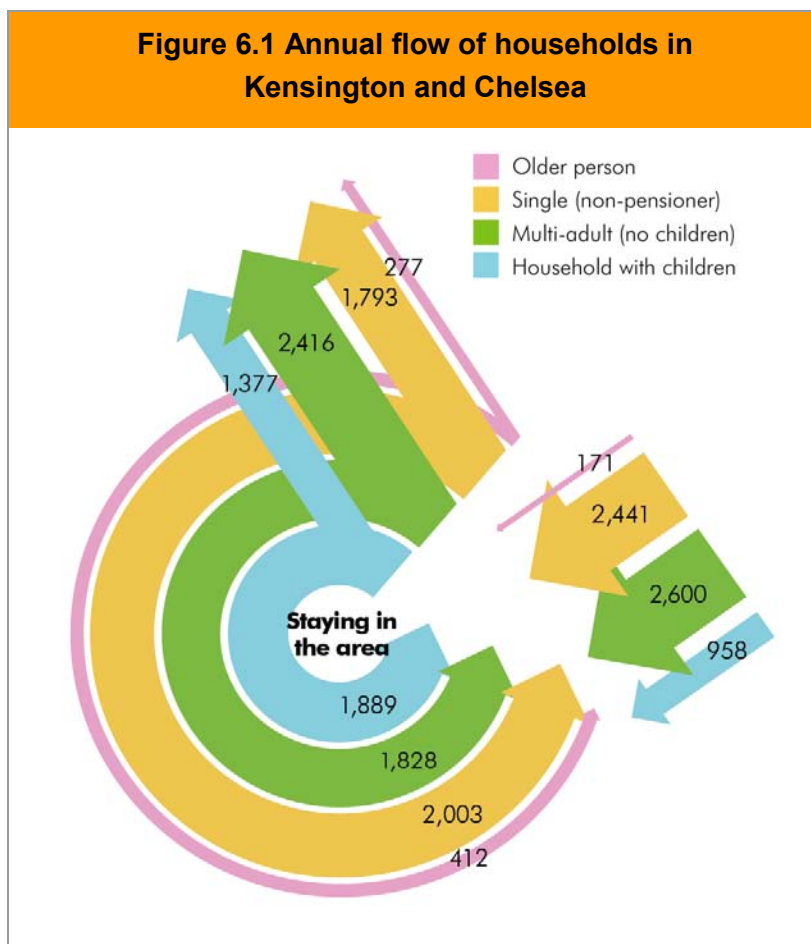 Figure 6.1 Annual flow of households in
Kensington and Chelsea
Older person
Single (non-pensioner)
Multi-adult (no children)
Household with children
277
1,793
2,416
1,377
171
2,441
2,600
958
Staying in
the area
1,889
1,828
2,003
412